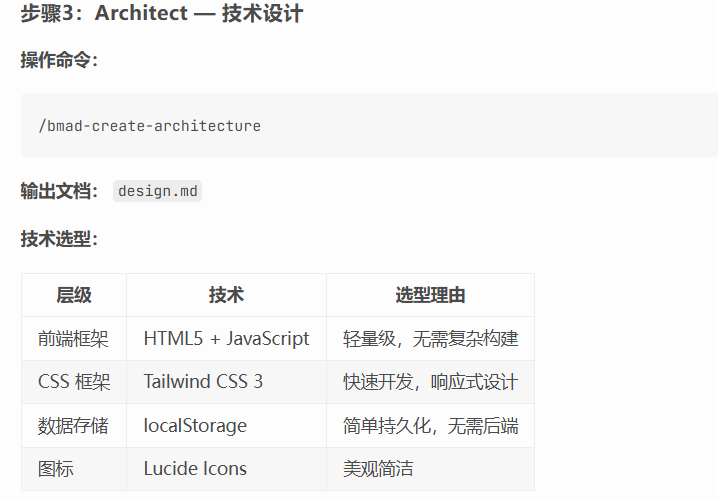 步骤3：Architect — 技术设计
操作命令：
/bmad-create-architecture
输出文档： design.md
技术选型：
层级 技术 选型理由
前端框架 HTML5 + JavaScript 轻量级，无需复杂构建
CSS 框架 Tailwind CSS 3 快速开发，响应式设计
数据存储 localStorage 简单持久化，无需后端
图标 Lucide Icons 美观简洁